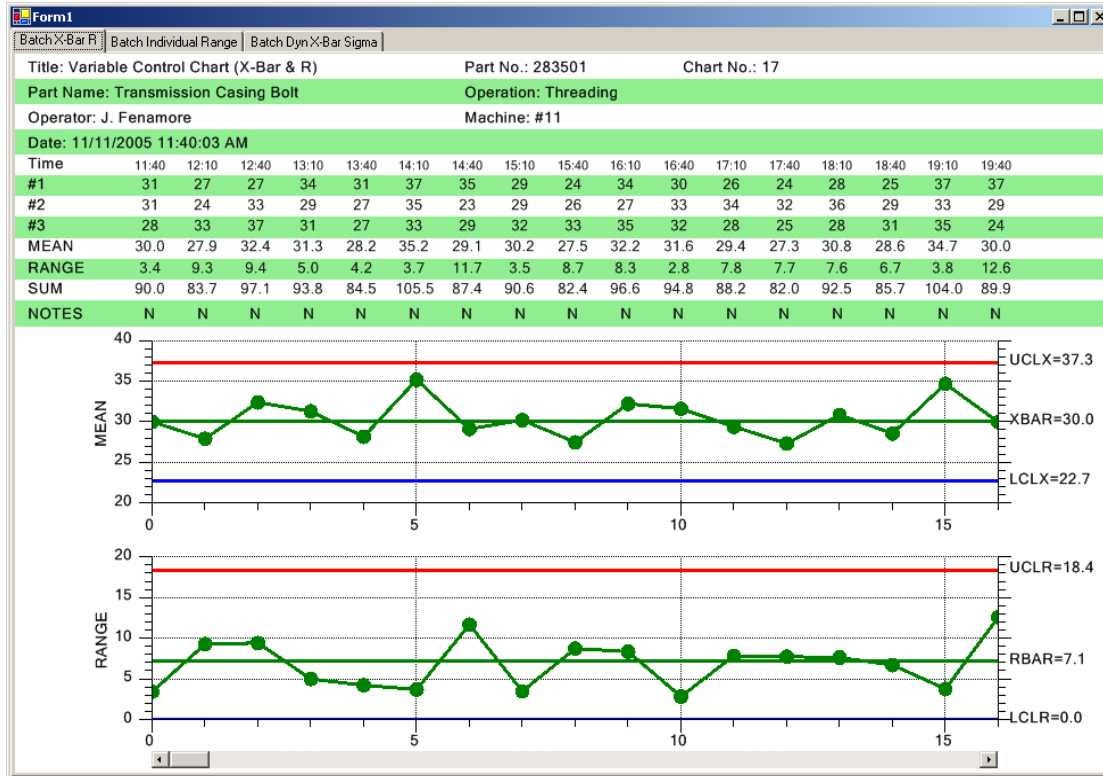 Form1
Batch X-Bar R Batch Individual Range Batch Dyn X-Bar Sigma
Title: Variable Control Chart (X-Bar & R) Part No.: 283501 Chart No.: 17
Part Name: Transmission Casing Bolt Operation: Threading
Operator: J. Fenamore Machine: #11
Date: 11/11/2005 11:40:03 AM
Time 11:40 12:10 12:40 13:10 13:40 14:10 14:40 15:10 15:40 16:10 16:40 17:10 17:40 18:10 18:40 19:10 19:40
#1 31 27 27 34 31 37 35 29 24 34 30 26 24 28 25 37 37
#2 31 24 33 29 27 35 23 29 26 27 33 34 32 36 29 33 29
#3 28 33 37 31 27 33 29 32 33 35 32 28 25 28 31 35 24
MEAN 30.0 27.9 32.4 31.3 28.2 35.2 29.1 30.2 27.5 32.2 31.6 29.4 27.3 30.8 28.6 34.7 30.0
RANGE 3.4 9.3 9.4 5.0 4.2 3.7 11.7 3.5 8.7 8.3 2.8 7.8 7.7 7.6 6.7 3.8 12.6
SUM 90.0 83.7 97.1 93.8 84.5 105.5 87.4 90.6 82.4 96.6 94.8 88.2 82.0 92.5 85.7 104.0 89.9
NOTES N N N N N N N N N N N N N N N N N
40
UCLX=37.3
35
MEAN
30
XBAR=30.0
25
LCLX=22.7
20
0 5 10 15
20
UCLR=18.4
15
RANGE
10
RBAR=7.1
5
0
LCLR=0.0
0 5 10 15